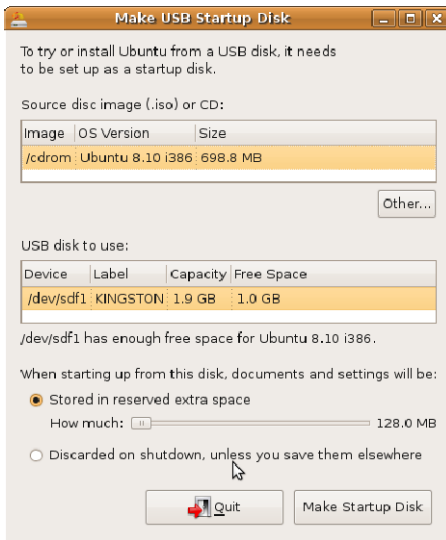 Make USB Startup Disk
To try or install Ubuntu from a USB disk, it needs
to be set up as a startup disk.
Source disc image (.iso) or CD:
Image OS Version Size
/cdrom Ubuntu 8.10 i386 698.8 MB
Other...
USB disk to use:
Device Label Capacity Free Space
/dev/sdf1 KINGSTON 1.9 GB 1.0 GB
/dev/sdf1 has enough free space for Ubuntu 8.10 i386.
When starting up from this disk, documents and settings will be:
Stored in reserved extra space
How much: 128.0 MB
Discarded on shutdown, unless you save them elsewhere
Quit Make Startup Disk